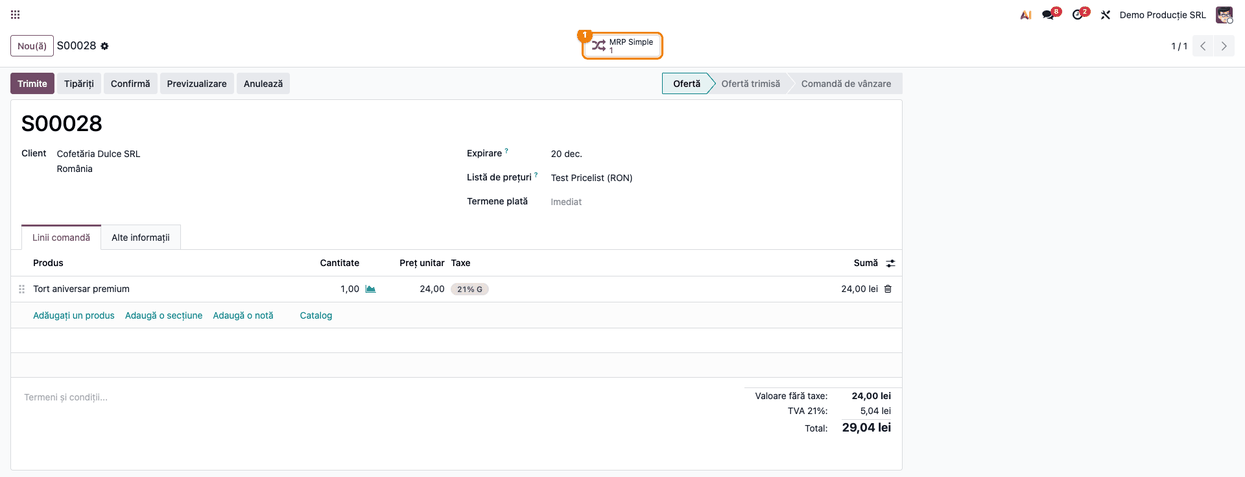 AI 8 2 Demo Producție SRL
Nou(ă) S00028 1 MRP Simple 1 / 1
1
Trimite Tipăriți Confirmă Previzualizare Anulează Ofertă Ofertă trimisă Comandă de vânzare
S00028
Client Cofetăria Dulce SRL Expirare ? 20 dec.
România
Listă de prețuri ? Test Pricelist (RON)
Termene plată Imediat
Linii comandă Alte informații
Produs Cantitate Preț unitar Taxe Sumă
Tort aniversar premium 1,00 24,00 21% G 24,00 lei
Adăugați un produs Adaugă o secțiune Adaugă o notă Catalog
Termeni și condiții... Valoare fără taxe: 24,00 lei
TVA 21%: 5,04 lei
Total: 29,04 lei